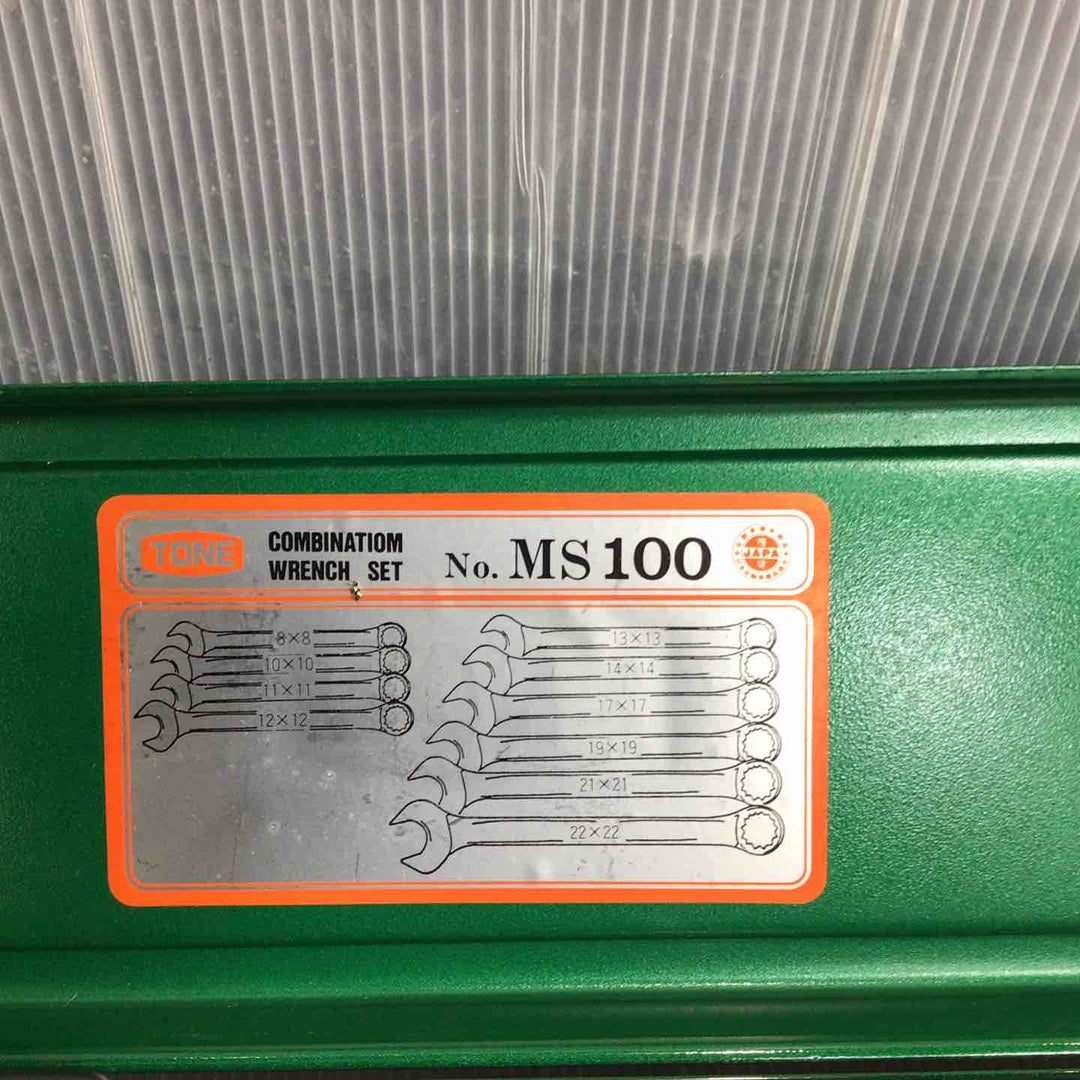 TONE
COMBINATIOM
WRENCH SET
No. MS 100
JAPA
8×8
10×10
11×11
12×12
13×13
14×14
17×17
19×19
21×21
22×22